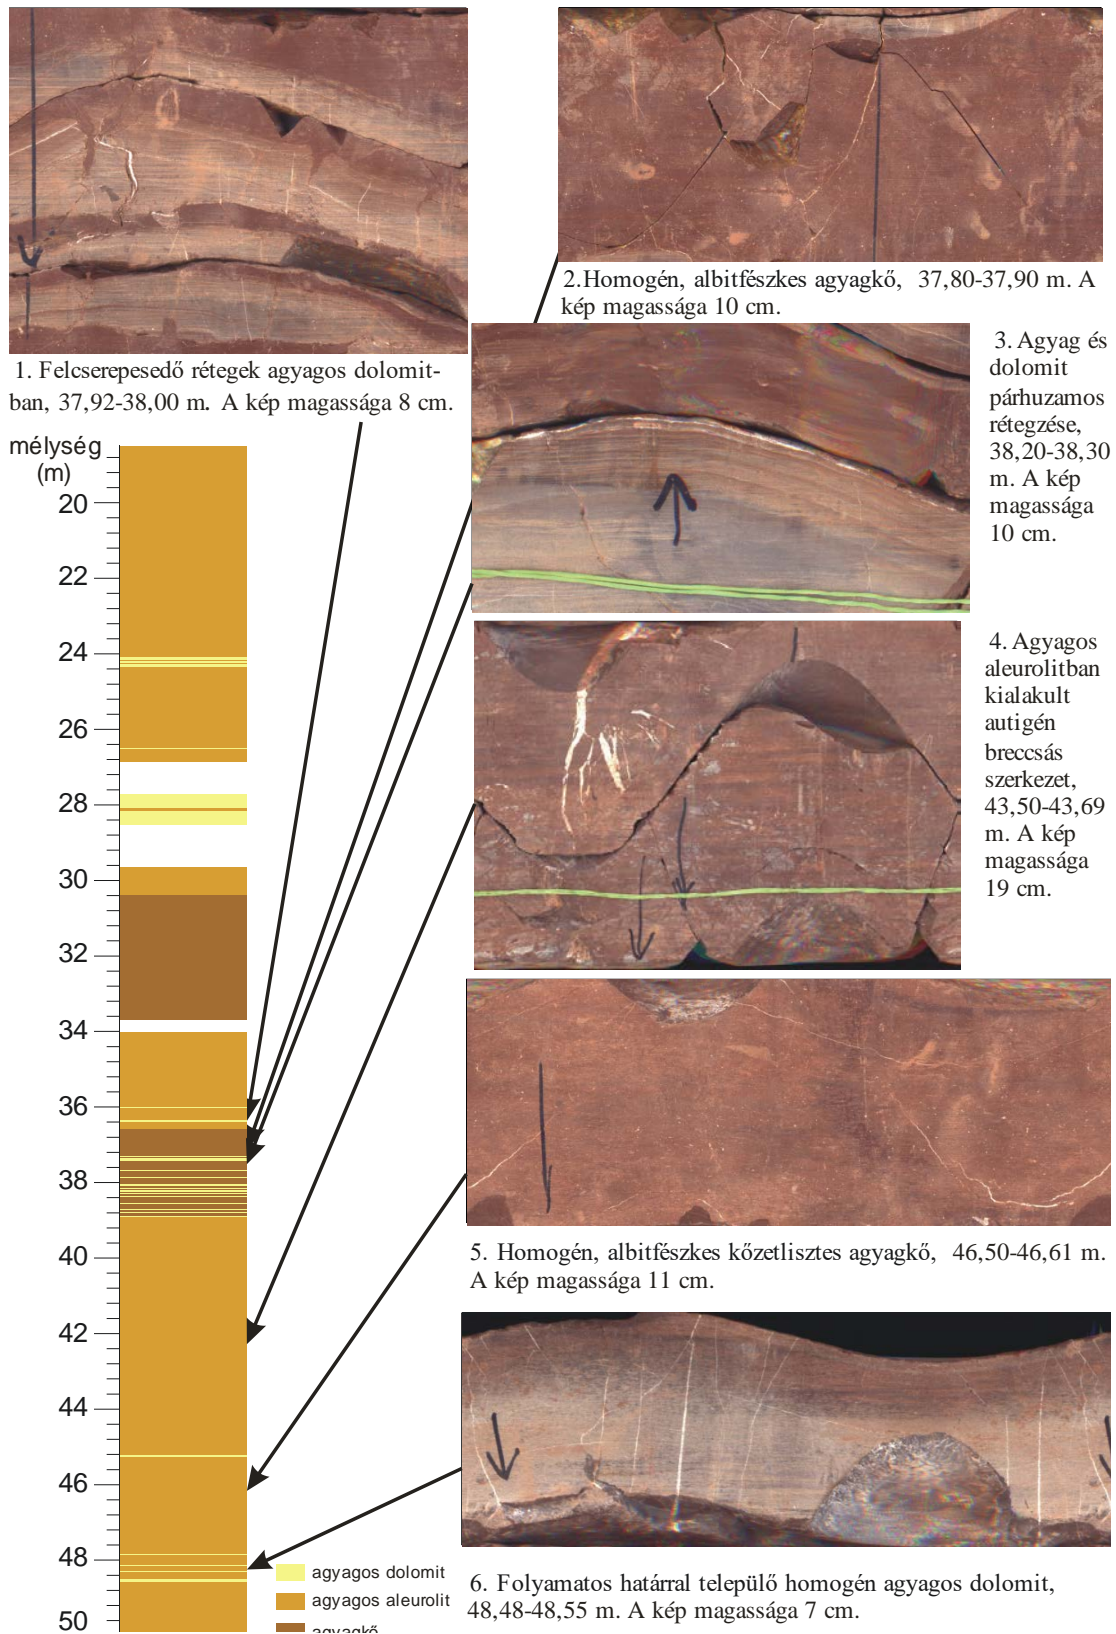 1. Felcserepesedő rétegek agyagos dolomit-
ban, 37,92-38,00 m. A kép magassága 8 cm.
2.Homogén, albitfészkes agyagkő, 37,80-37,90 m. A
kép magassága 10 cm.
3. Agyag és
dolomit
párhuzamos
rétegzése,
38,20-38,30
m. A kép
magassága
10 cm.
4. Agyagos
aleurolitban
kialakult
autigén
breccsás
szerkezet,
43,50-43,69
m. A kép
magassága
19 cm.
5. Homogén, albitfészkes kőzetlisztes agyagkő, 46,50-46,61 m.
A kép magassága 11 cm.
6. Folyamatos határral települő homogén agyagos dolomit,
48,48-48,55 m. A kép magassága 7 cm.
mélység
(m)
20
22
24
26
28
30
32
34
36
38
40
42
44
46
48
50
agyagos dolomit
agyagos aleurolit
agyagkő